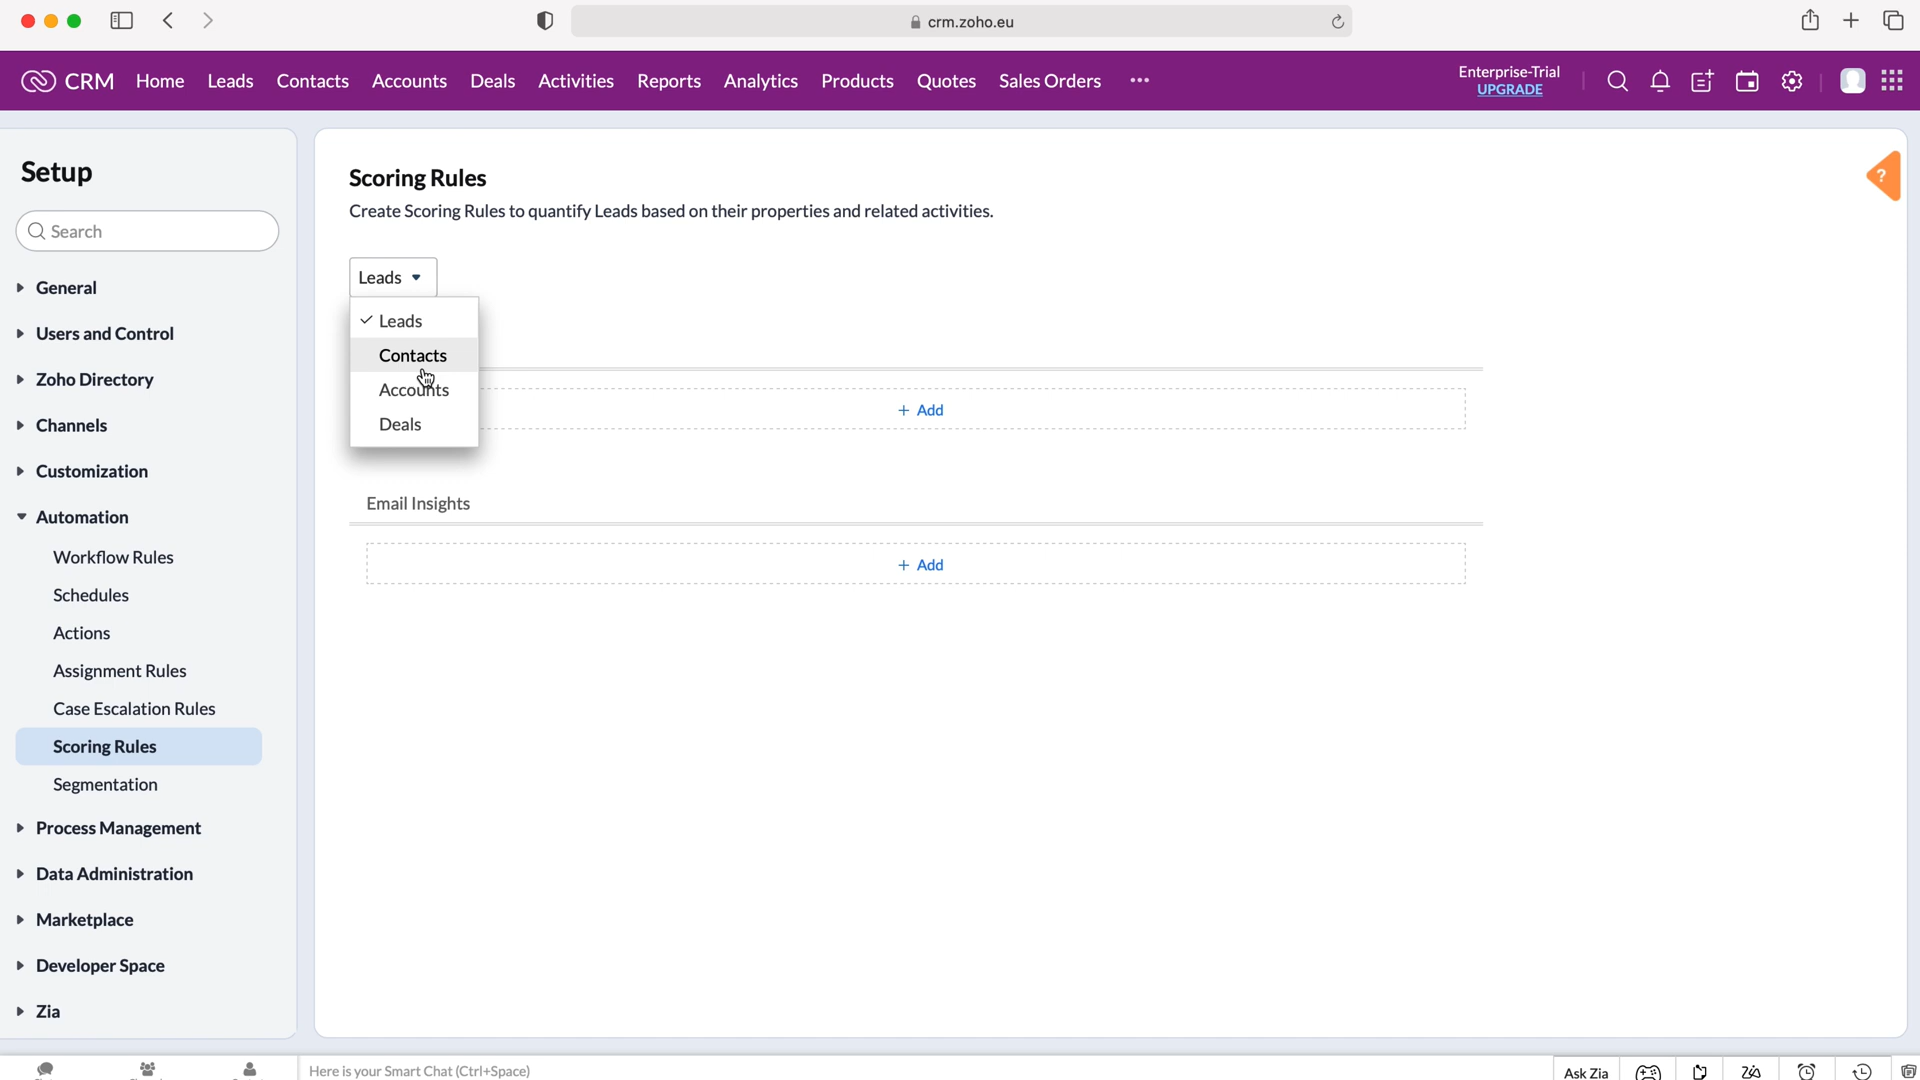 crm.zoho.eu
CRM Home Leads Contacts Accounts Deals Activities Reports Analytics Products Quotes Sales Orders
Enterprise-Trial
UPGRADE
Setup
Search
General
Users and Control
Zoho Directory
Channels
Customization
Automation
Workflow Rules
Schedules
Actions
Assignment Rules
Case Escalation Rules
Scoring Rules
Segmentation
Process Management
Data Administration
Marketplace
Developer Space
Zia
Scoring Rules
Create Scoring Rules to quantify Leads based on their properties and related activities.
?
Leads
Leads
Contacts
Accounts
Deals
+ Add
Email Insights
+ Add
Here is your Smart Chat (Ctrl+Space)
Ask Zia